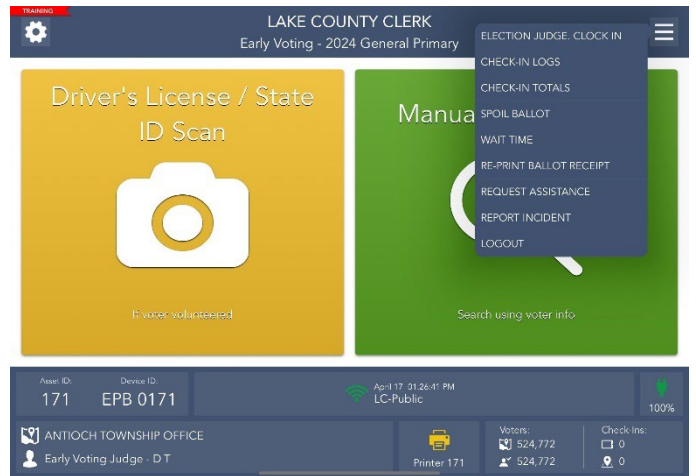 TRAINING
LAKE COUNTY CLERK
Early Voting - 2024 General Primary
ELECTION JUDGE. CLOCK IN
CHECK-IN LOGS
CHECK-IN TOTALS
SPOIL BALLOT
WAIT TIME
RE-PRINT BALLOT RECEIPT
REQUEST ASSISTANCE
REPORT INCIDENT
LOGOUT
Driver's License / State
ID Scan
If voter volunteered
Manua
Search using voter info
Asset ID:
171
Device ID:
EPB 0171
April 17 01:26:41 PM
LC-Public
100%
ANTIOCH TOWNSHIP OFFICE
Early Voting Judge - D T
Printer 171
Voters:
524,772
524,772
Check-Ins:
0
0